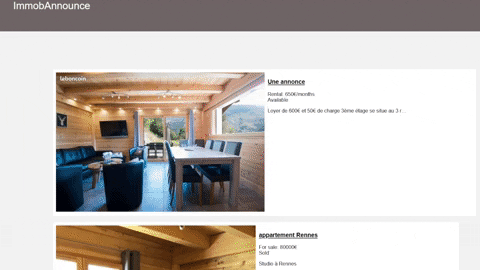 ImmobAnnounce
leboncoin
Une annonce
Rental: 650€/months
Available
Loyer de 600€ et 50€ de charge 3ème étage se situe au 3 r...
appartement Rennes
For sale: 80000€
Sold
Studio à Rennes